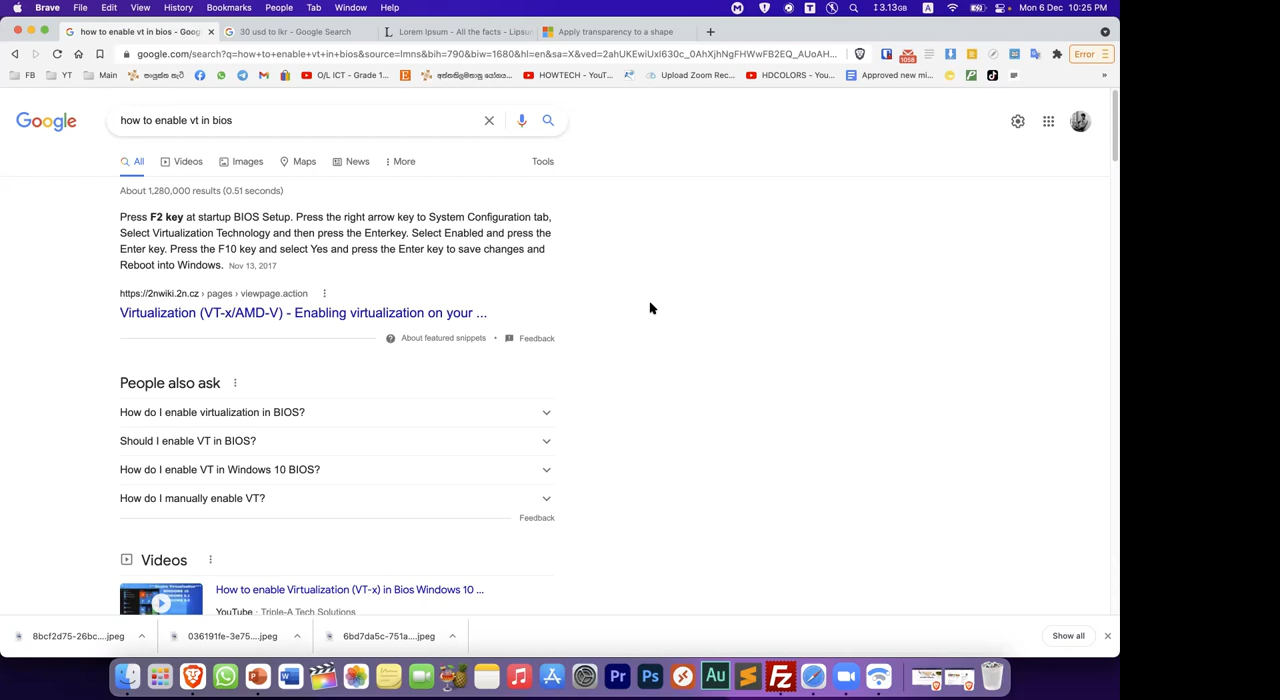 Brave File Edit View History Bookmarks People Tab Window Help 3.13GB A Mon 6 Dec 10:25 PM
how to enable vt in bios - Goog 30 usd to lkr - Google Search Lorem Ipsum - All the facts - Lipsu Apply transparency to a shape
google.com/search?q=how+to+enable+vt+in+bios&source=lmns&bih=790&biw=1680&hl=en&sa=X&ved=2ahUKEwiUxI630c_0AhXjhNgFHWwFB2EQ_AUoAH... 1058 Error
FB YT Main O/L ICT - Grade 1... HOWTECH - YouT... Upload Zoom Rec... HDCOLORS - You... Approved new mi... »
Google how to enable vt in bios
All Videos Images Maps News More Tools
About 1,280,000 results (0.51 seconds)
Press F2 key at startup BIOS Setup. Press the right arrow key to System Configuration tab,
Select Virtualization Technology and then press the Enterkey. Select Enabled and press the
Enter key. Press the F10 key and select Yes and press the Enter key to save changes and
Reboot into Windows. Nov 13, 2017
https://2nwiki.2n.cz › pages › viewpage.action
Virtualization (VT-x/AMD-V) - Enabling virtualization on your ...
About featured snippets • Feedback
People also ask
How do I enable virtualization in BIOS?
Should I enable VT in BIOS?
How do I enable VT in Windows 10 BIOS?
How do I manually enable VT?
Feedback
Videos
How to enable Virtualization (VT-x) in Bios Windows 10 ...
YouTube · Triple-A Tech Solutions
8bcf2d75-26bc....jpeg 036191fe-3e75....jpeg 6bd7da5c-751a....jpeg Show all
Pr Ps Au Fz